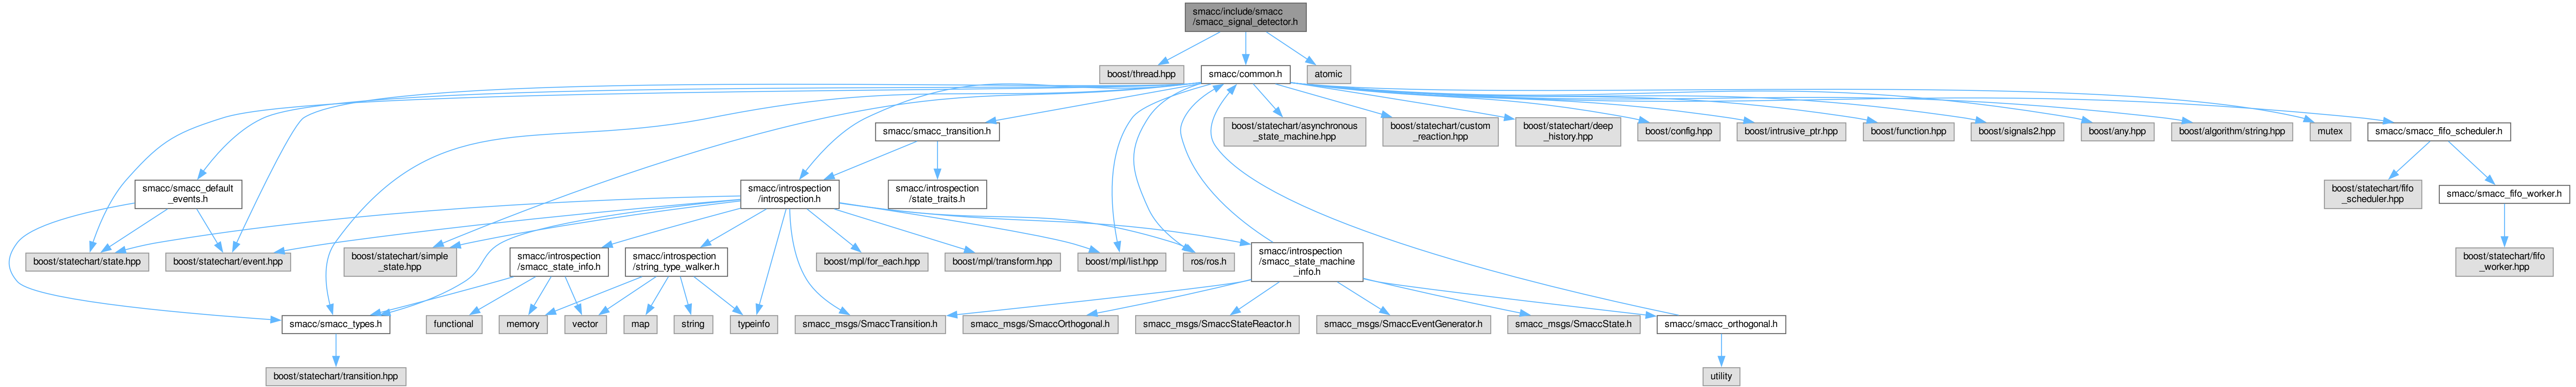 smacc/include/smacc
/smacc_signal_detector.h
boost/thread.hpp
smacc/common.h
atomic
smacc/smacc_transition.h
boost/statechart/asynchronous
_state_machine.hpp
boost/statechart/custom
_reaction.hpp
boost/statechart/deep
_history.hpp
boost/config.hpp
boost/intrusive_ptr.hpp
boost/function.hpp
boost/signals2.hpp
boost/any.hpp
boost/algorithm/string.hpp
mutex
smacc/smacc_fifo_scheduler.h
smacc/smacc_default
_events.h
smacc/introspection
/introspection.h
smacc/introspection
/state_traits.h
boost/statechart/fifo
_scheduler.hpp
smacc/smacc_fifo_worker.h
boost/statechart/state.hpp
boost/statechart/event.hpp
boost/statechart/simple
_state.hpp
smacc/introspection
/smacc_state_info.h
smacc/introspection
/string_type_walker.h
boost/mpl/for_each.hpp
boost/mpl/transform.hpp
boost/mpl/list.hpp
ros/ros.h
smacc/introspection
/smacc_state_machine
_info.h
boost/statechart/fifo
_worker.hpp
smacc/smacc_types.h
functional
memory
vector
map
string
typeinfo
smacc_msgs/SmaccTransition.h
smacc_msgs/SmaccOrthogonal.h
smacc_msgs/SmaccStateReactor.h
smacc_msgs/SmaccEventGenerator.h
smacc_msgs/SmaccState.h
smacc/smacc_orthogonal.h
boost/statechart/transition.hpp
utility